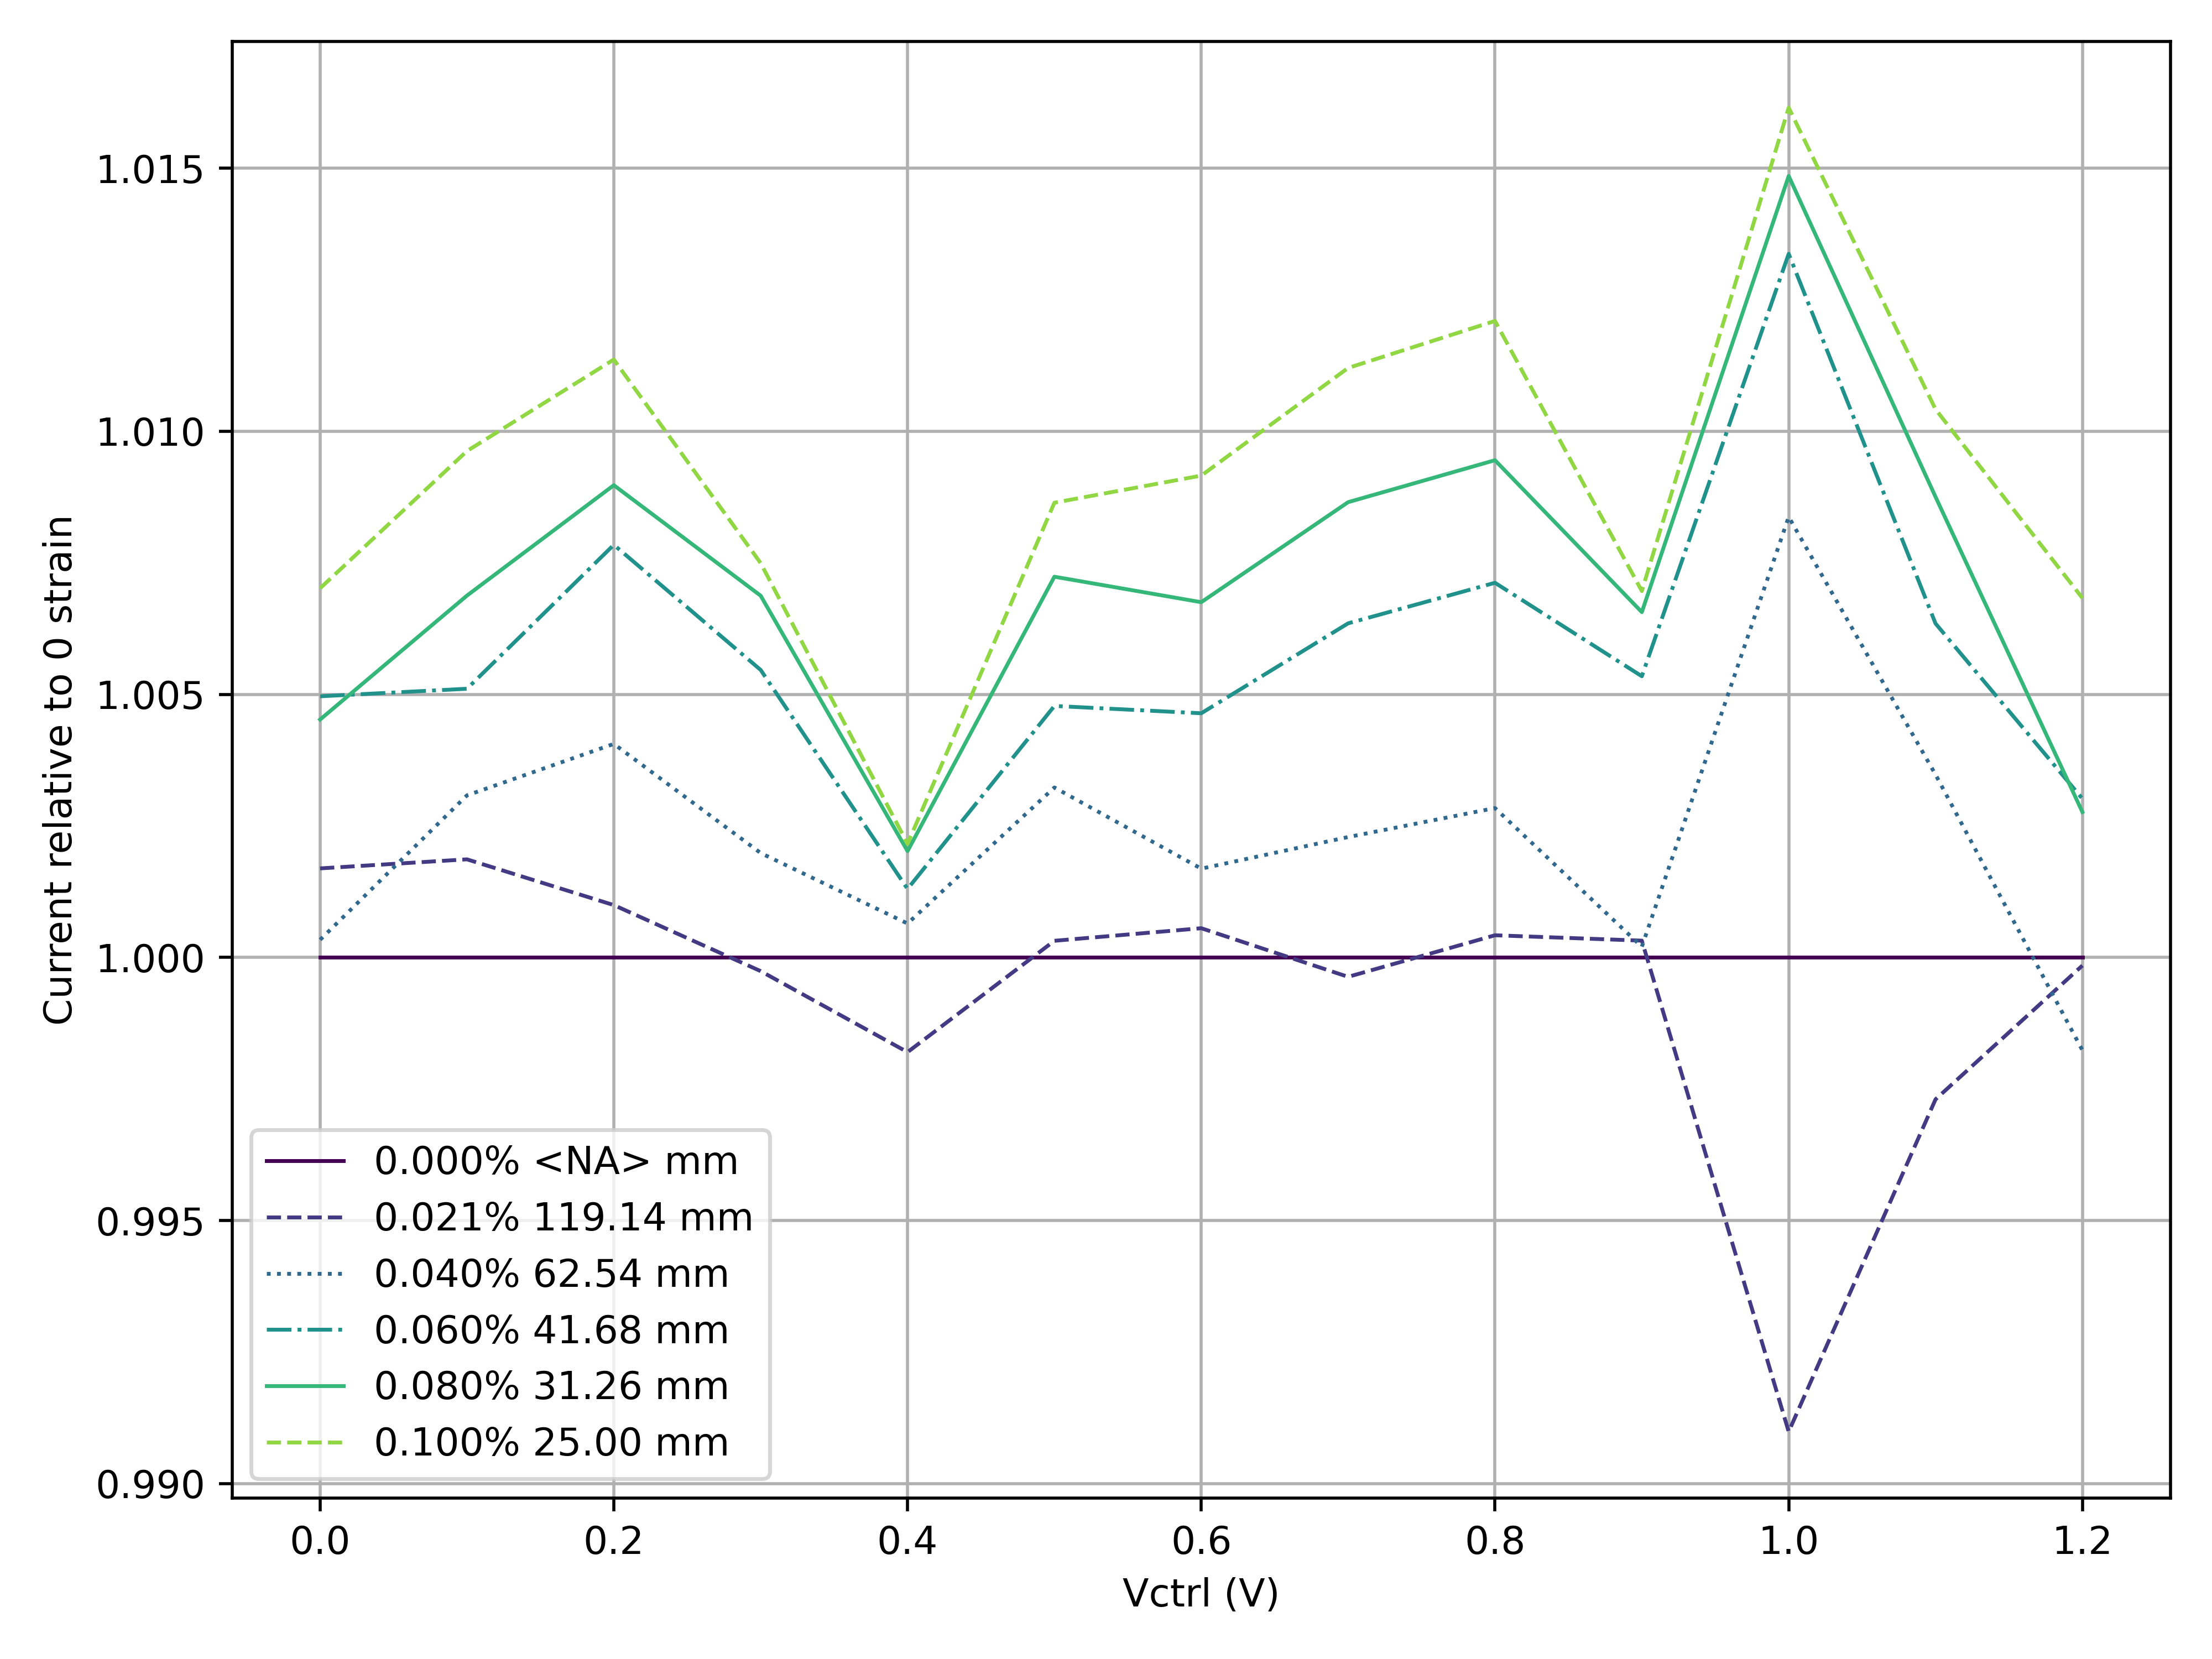 Current relative to 0 strain
1.015
1.010
1.005
1.000
0.995
0.990
0.000% <NA> mm
0.021% 119.14 mm
0.040% 62.54 mm
0.060% 41.68 mm
0.080% 31.26 mm
0.100% 25.00 mm
0.0 0.2 0.4 0.6 0.8 1.0 1.2
Vctrl (V)